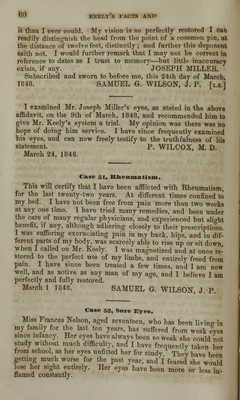 60 KEELY'S FACTS AND
it than I ever could. My vision is so perfectly restored I can
readily distinguish the head from the point of a common pin, at
the distance of twelve feet, distinctly; and further this deponent
saith not. I would further remark that I may not be correct in
reference to dates as I trust to memory—but little inaccuracy
exists, if any. JOSEPH MILLER.
Subscribed and sworn to before me, this 24th day of March,
1848. SAMUEL G. WILSON, J. P. [L.S.]
I examined Mr. Joseph Miller's eyes, as stated in the above
affidavit, on the 9th of March, 1848, and recommended him to
give Mr. Keely's system a trial. My opinion was there was no
hope of doing him service. I have since frequently examined
his eyes, and can now freely testify to the truthfulness of his
statement. P. WILCOX, M. D.
March 24, 1848.
Case 51, Rheumatism.
This will certify that I have been afflicted with Rheumatism,
for the last twenty-two years. At different times confined to
my bed. I have not been free from pain more than two weeks
at any one time. I have tried many remedies, and been under
the care of many regular physicians, and experienced but slight
benefit, if any, although adhering closely to their prescriptions.
I was suffering excruciating pain in my back, hips, and in dif-
ferent parts of my body, was scarcely able to rise up or sit down,
when I called on Mr. Keely. I was magnetised and at once re-
stored to the perfect use of my limbs, and entirely freed from
pain. I have since been treated a few times, and I am now
well, and as active as any man of my age, and I believe I am
perfectly and fully restored.
March 1 1848. SAMUEL G. WILSON, J. P.
Case 52, Sore Eyes.
Miss Frances Nelson, aged seventeen, who has been living in
my family for the last ten years, has suffered from weak eyes
since infancy. Her eyes have always been so weak she could not
study without much difficulty, and I have frequently taken her
from school, as her eyes unfitted her for study. They have been
getting much worse for the past year, and I feared she would
lose her sight entirely. Her eyes have been more or less in-
flamed constantly.